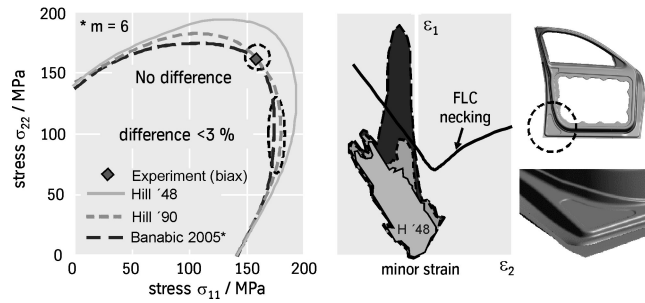 * m = 6
No difference
difference <3 %
Experiment (biax)
Hill ´48
Hill ´90
Banabic 2005*
200
150
100
50
0
0 50 100 150 200
stress σ22 / MPa
stress σ11 / MPa
ε1
FLC
necking
H ´48
minor strain
ε2